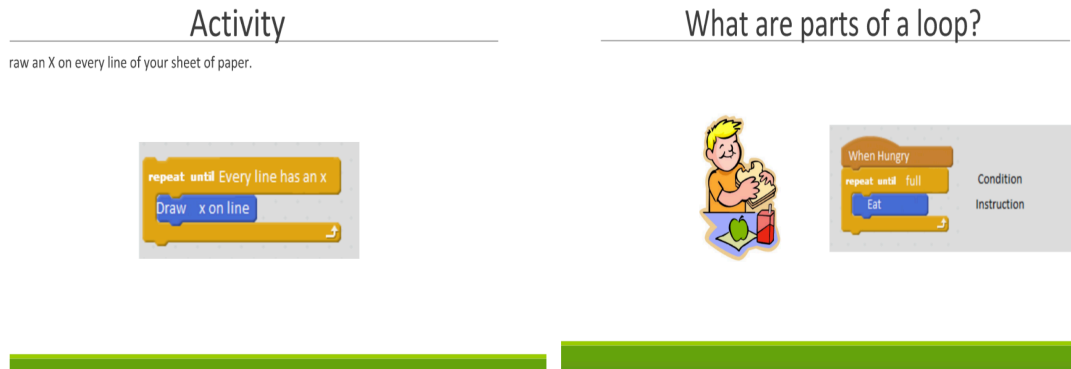 Activity
raw an X on every line of your sheet of paper.
repeat until Every line has an x
Draw x on line
What are parts of a loop?
When Hungry
repeat until full
Condition
Eat
Instruction